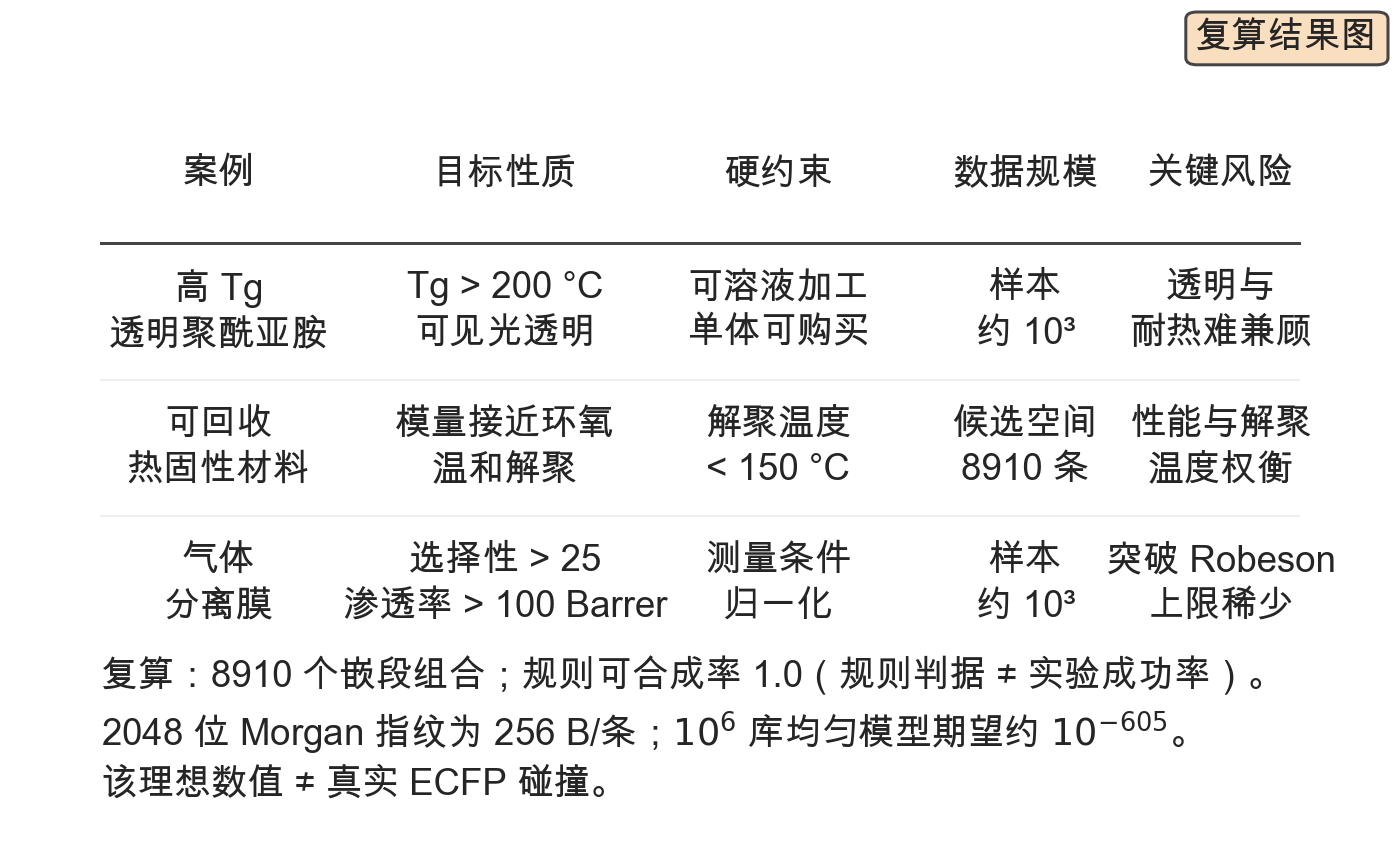 复算结果图
案例 目标性质 硬约束 数据规模 关键风险
高 Tg Tg > 200 °C 可溶液加工 样本 透明与
透明聚酰亚胺 可见光透明 单体可购买 约 10³ 耐热难兼顾
可回收 模量接近环氧 解聚温度 候选空间 性能与解聚
热固性材料 温和解聚 < 150 °C 8910 条 温度权衡
气体 选择性 > 25 测量条件 样本 突破 Robeson
分离膜 渗透率 > 100 Barrer 归一化 约 10³ 上限稀少
复算：8910 个嵌段组合；规则可合成率 1.0（规则判据 ≠ 实验成功率）。
2048 位 Morgan 指纹为 256 B/条；10⁶ 库均匀模型期望约 10⁻⁶⁰⁵。
该理想数值 ≠ 真实 ECFP 碰撞。